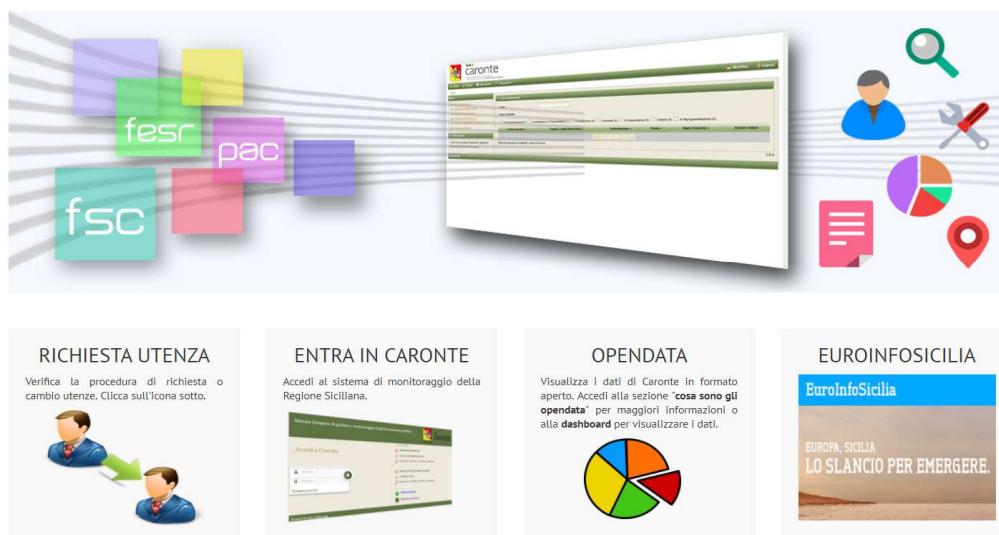 fesr
pac
fsc
caronte
RICHIESTA UTENZA
Verifica la procedura di richiesta o
cambio utenze. Clicca sull'icona sotto.
ENTRA IN CARONTE
Accedi al sistema di monitoraggio della
Regione Siciliana.
Accedi a Caronte
caronte
OPENDATA
Visualizza i dati di Caronte in formato
aperto. Accedi alla sezione "cosa sono gli
opendata" per maggiori informazioni o
alla dashboard per visualizzare i dati.
EUROINFOSICILIA
EuroInfoSicilia
EUROPA, SICILIA
LO SLANCIO PER EMERGERE.